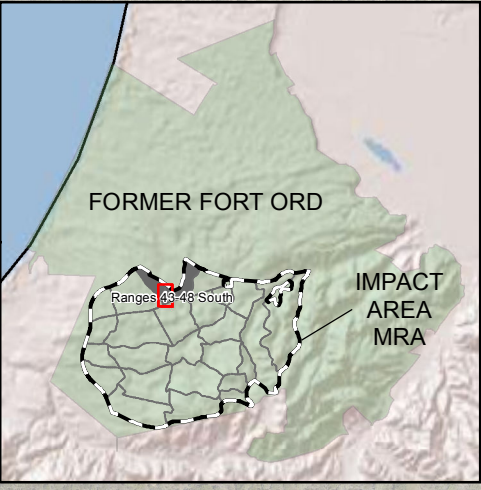 FORMER FORT ORD
Ranges 43-48 South
IMPACT
AREA
MRA